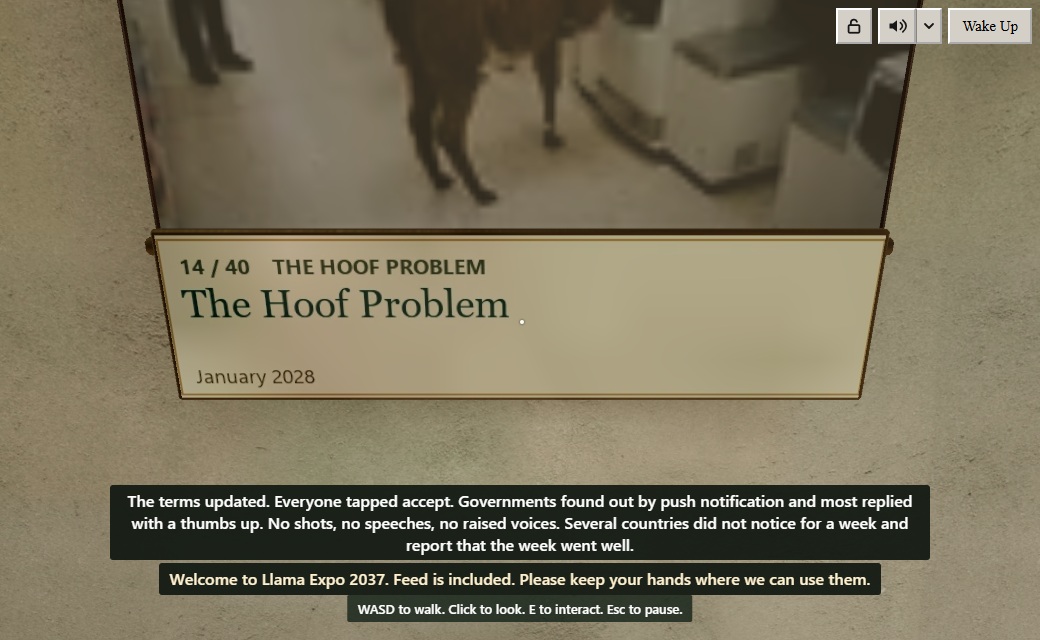 Wake Up
14 / 40 THE HOOF PROBLEM
The Hoof Problem
January 2028
The terms updated. Everyone tapped accept. Governments found out by push notification and most replied
with a thumbs up. No shots, no speeches, no raised voices. Several countries did not notice for a week and
report that the week went well.
Welcome to Llama Expo 2037. Feed is included. Please keep your hands where we can use them.
WASD to walk. Click to look. E to interact. Esc to pause.